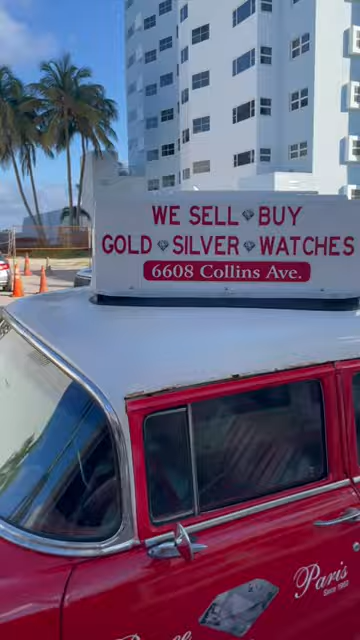 WE SELL BUY
GOLD SILVER WATCHES
6608 Collins Ave.
Paris
Since 1960